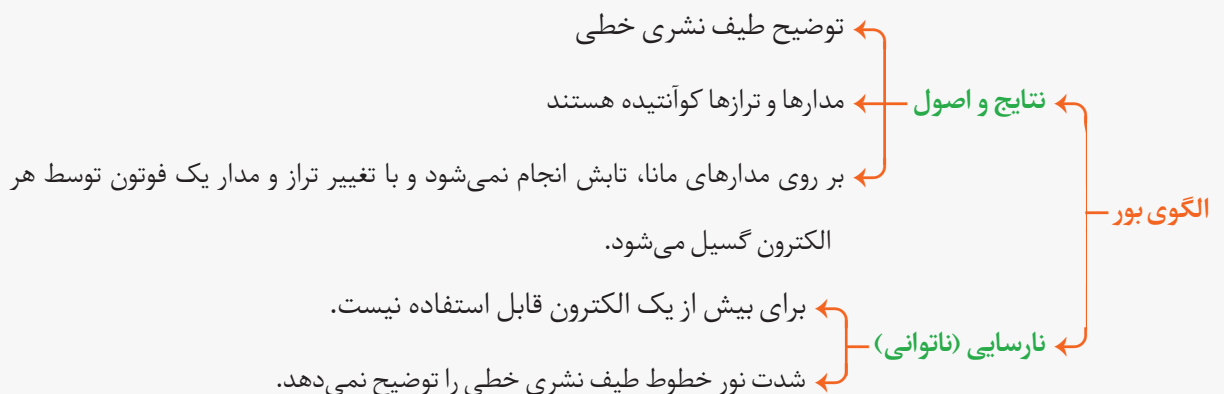 الگوی بور
نتایج و اصول
توضیح طیف نشری خطی
مدارها و ترازها کوآنتیده هستند
بر روی مدارهای مانا، تابش انجام نمی‌شود و با تغییر تراز و مدار یک فوتون توسط هر
الکترون گسیل می‌شود.
نارسایی (ناتوانی)
برای بیش از یک الکترون قابل استفاده نیست.
شدت نور خطوط طیف نشری خطی را توضیح نمی‌دهد.